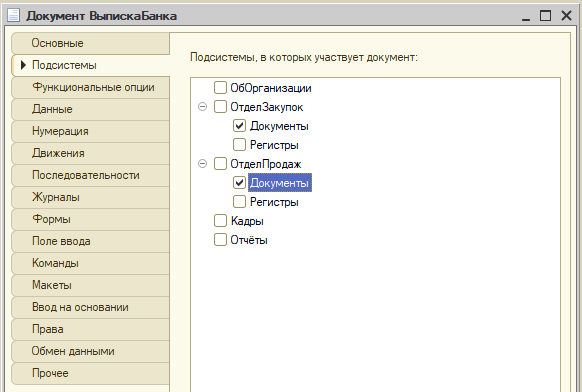 Документ ВыпискаБанка
Основные
Подсистемы
Функциональные опции
Данные
Нумерация
Движения
Последовательности
Журналы
Формы
Поле ввода
Команды
Макеты
Ввод на основании
Права
Обмен данными
Прочее
Подсистемы, в которых участвует документ:
ОбОрганизации
ОтделЗакупок
Документы
Регистры
ОтделПродаж
Документы
Регистры
Кадры
Отчёты